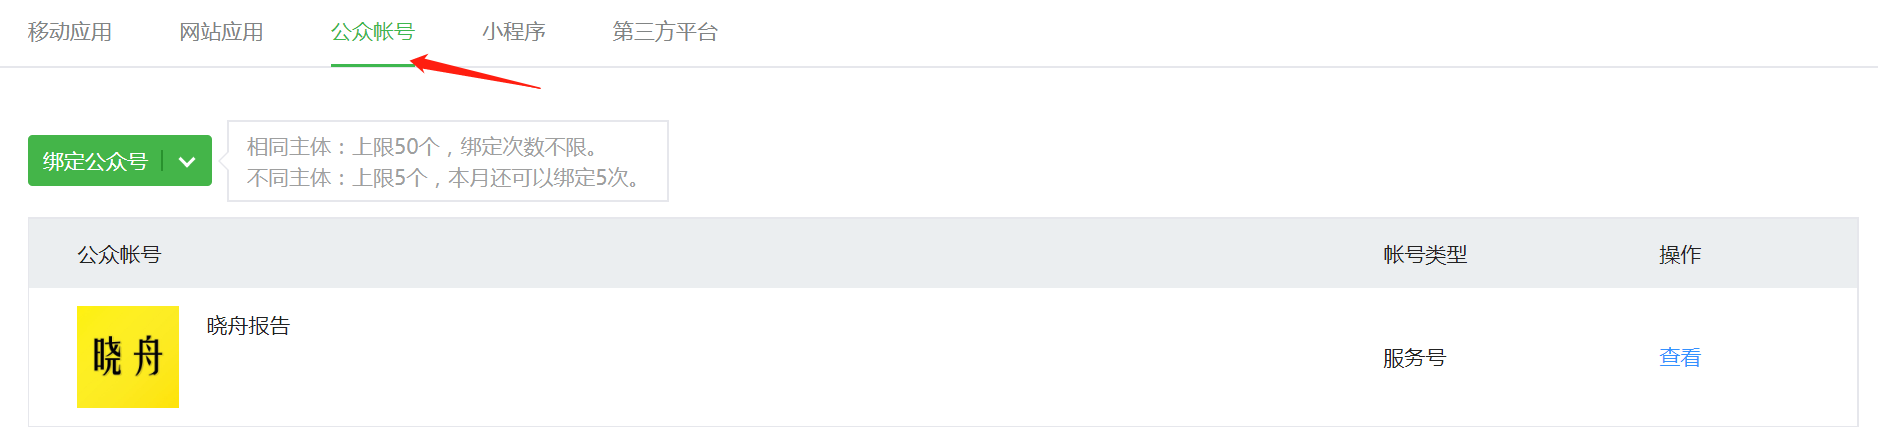 移动应用 网站应用 公众帐号 小程序 第三方平台
绑定公众号
相同主体：上限50个，绑定次数不限。
不同主体：上限5个，本月还可以绑定5次。
公众帐号 帐号类型 操作
晓舟
晓舟报告
服务号 查看